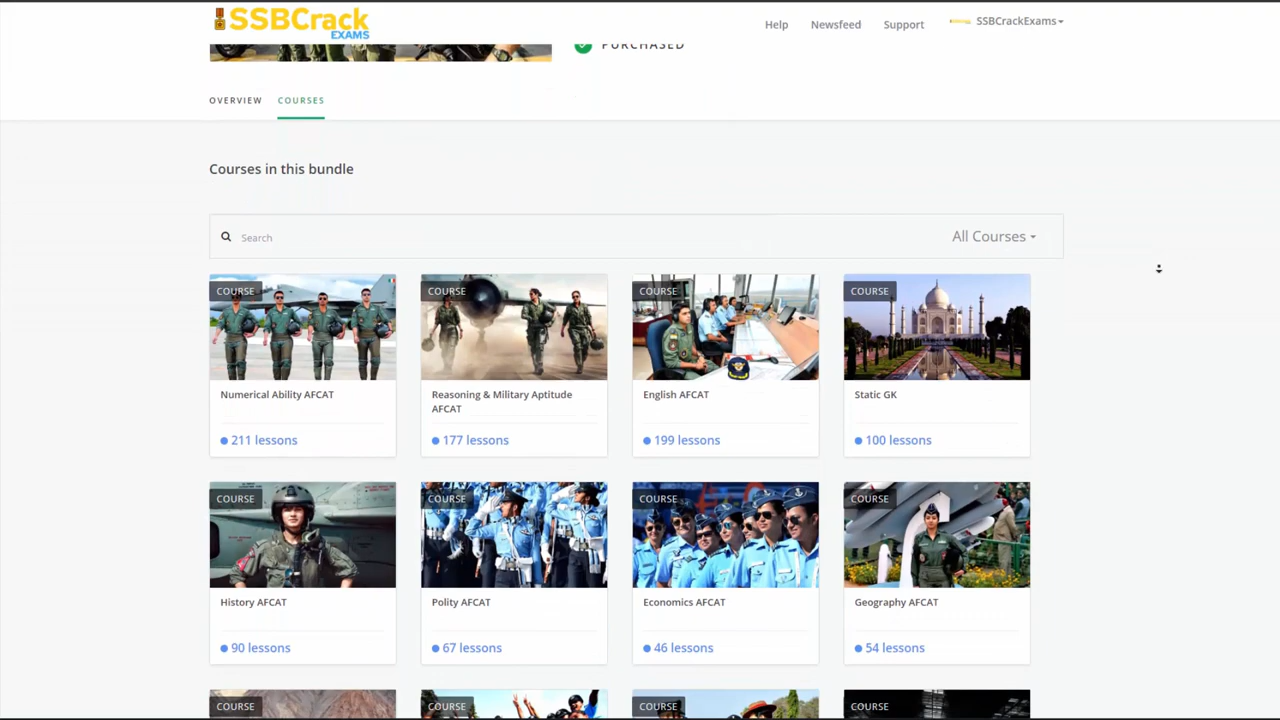 SSBCrack
EXAMS
Help
Newsfeed
Support
SSBCrackExams
PURCHASED
OVERVIEW
COURSES
Courses in this bundle
Search
All Courses
COURSE
COURSE
COURSE
COURSE
Numerical Ability AFCAT
Reasoning & Military Aptitude
AFCAT
English AFCAT
Static GK
211 lessons
177 lessons
199 lessons
100 lessons
COURSE
COURSE
COURSE
COURSE
History AFCAT
Polity AFCAT
Economics AFCAT
Geography AFCAT
90 lessons
67 lessons
46 lessons
54 lessons
COURSE
COURSE
COURSE
COURSE